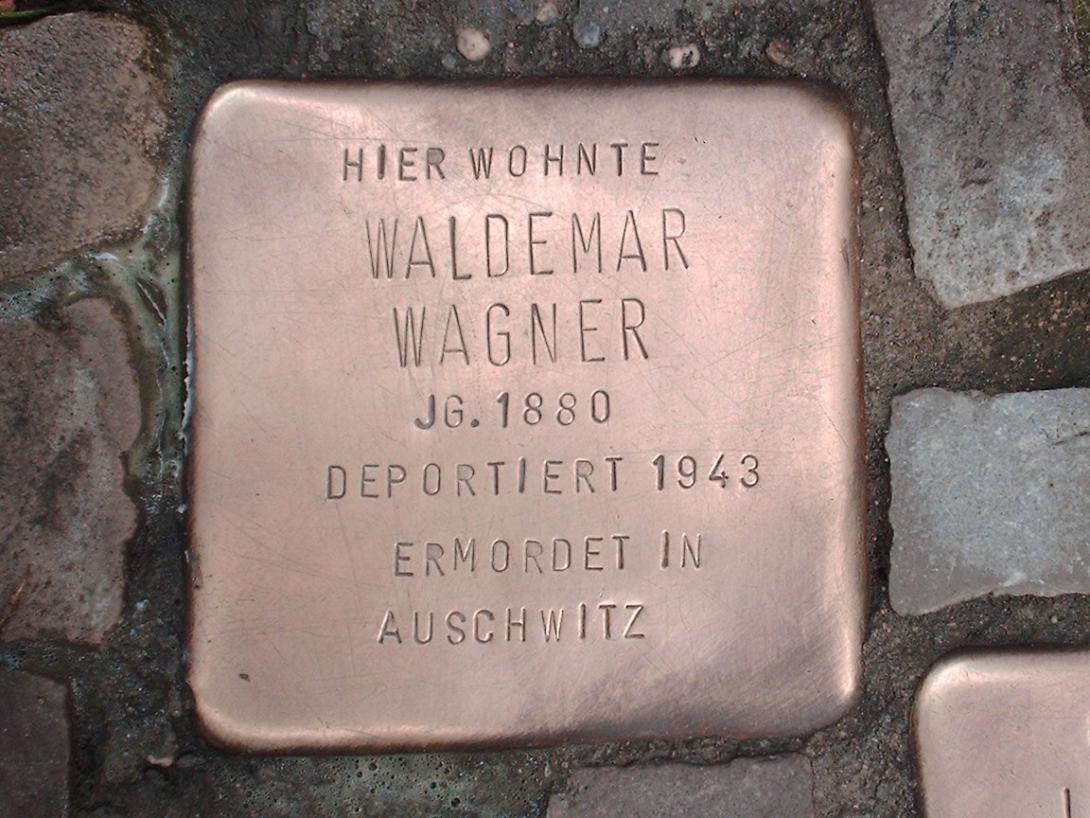 HIER WOHNTE
WALDEMAR
WAGNER
JG. 1880
DEPORTIERT 1943
ERMORDET IN
AUSCHWITZ